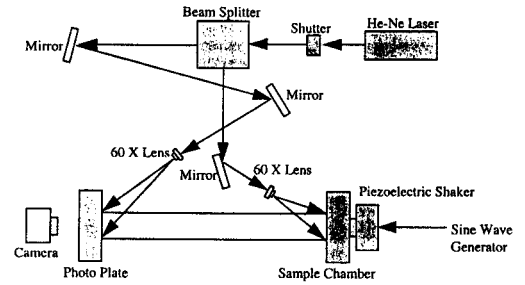 Beam Splitter
He-Ne Laser
Shutter
Mirror
Mirror
60 X Lens
60 X Lens
Mirror
Piezoelectric Shaker
Sine Wave
Generator
Camera
Photo Plate
Sample Chamber